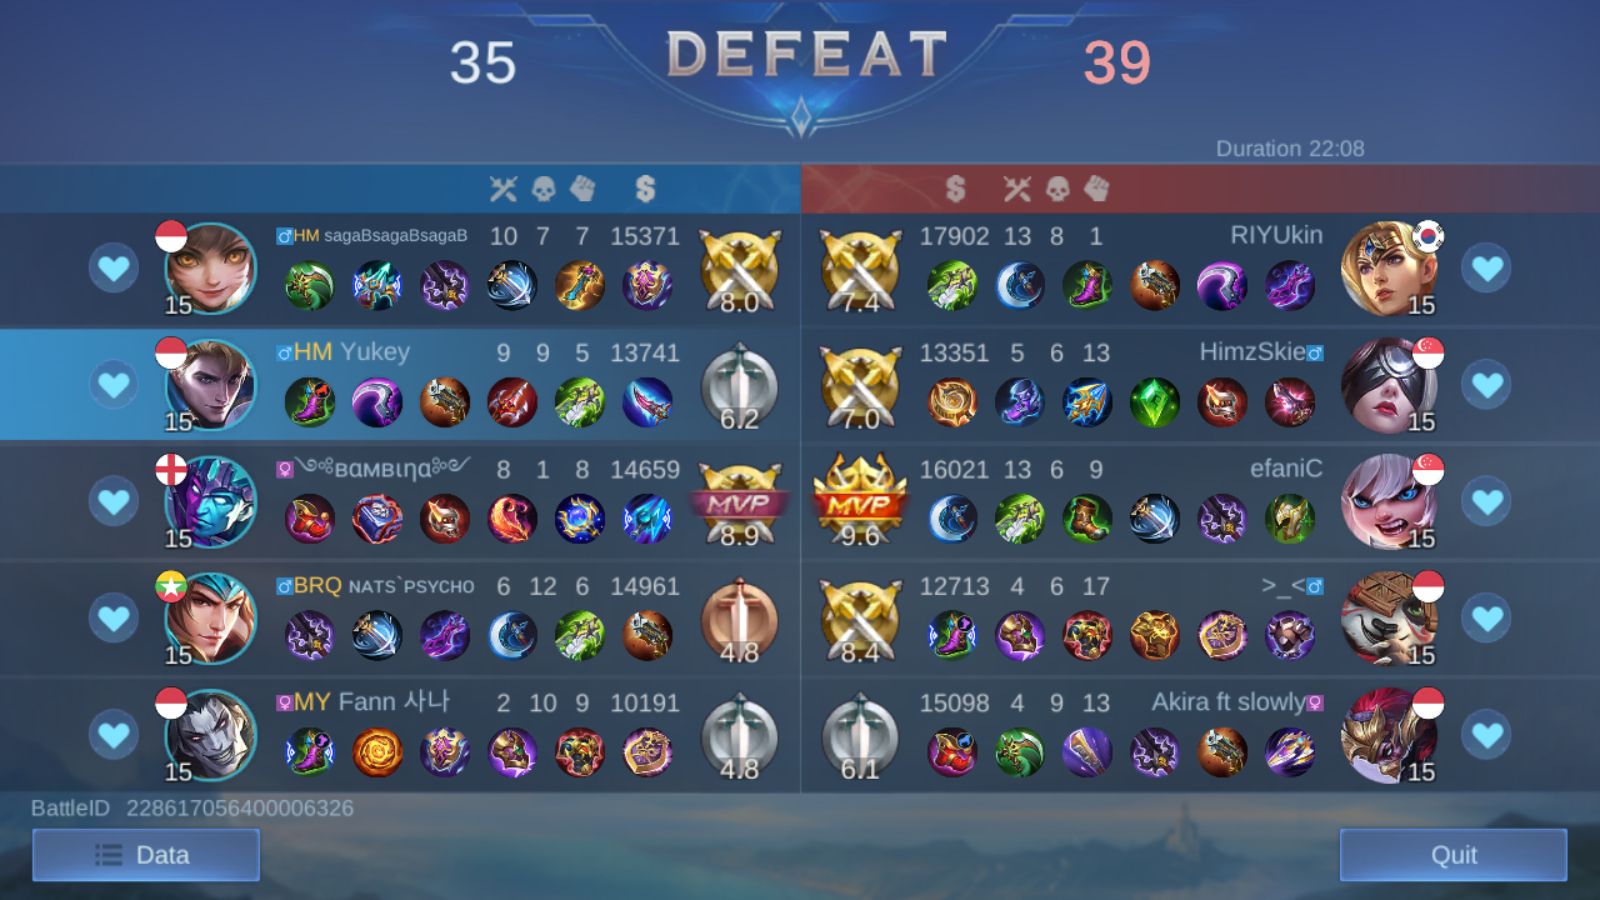 35 DEFEAT 39
Duration 22:08
HM sagaBsagaBsagaB 10 7 7 15371
15 8.0
17902 13 8 1 RIYUkin
7.4 15
HM Yukey 9 9 5 13741
15 6.2
13351 5 6 13 HimzSkie
7.0 15
༺вαмвιηα༻ 8 1 8 14659
MVP
15 8.9
16021 13 6 9 efaniC
MVP
9.6 15
BRQ ɴᴀᴛs`ᴘsʏᴄʜᴏ 6 12 6 14961
15 4.8
12713 4 6 17 >_<
8.4 15
MY Fann 사나 2 10 9 10191
15 4.8
15098 4 9 13 Akira ft slowly
6.1 15
BattleID 228617056400006326
Data
Quit